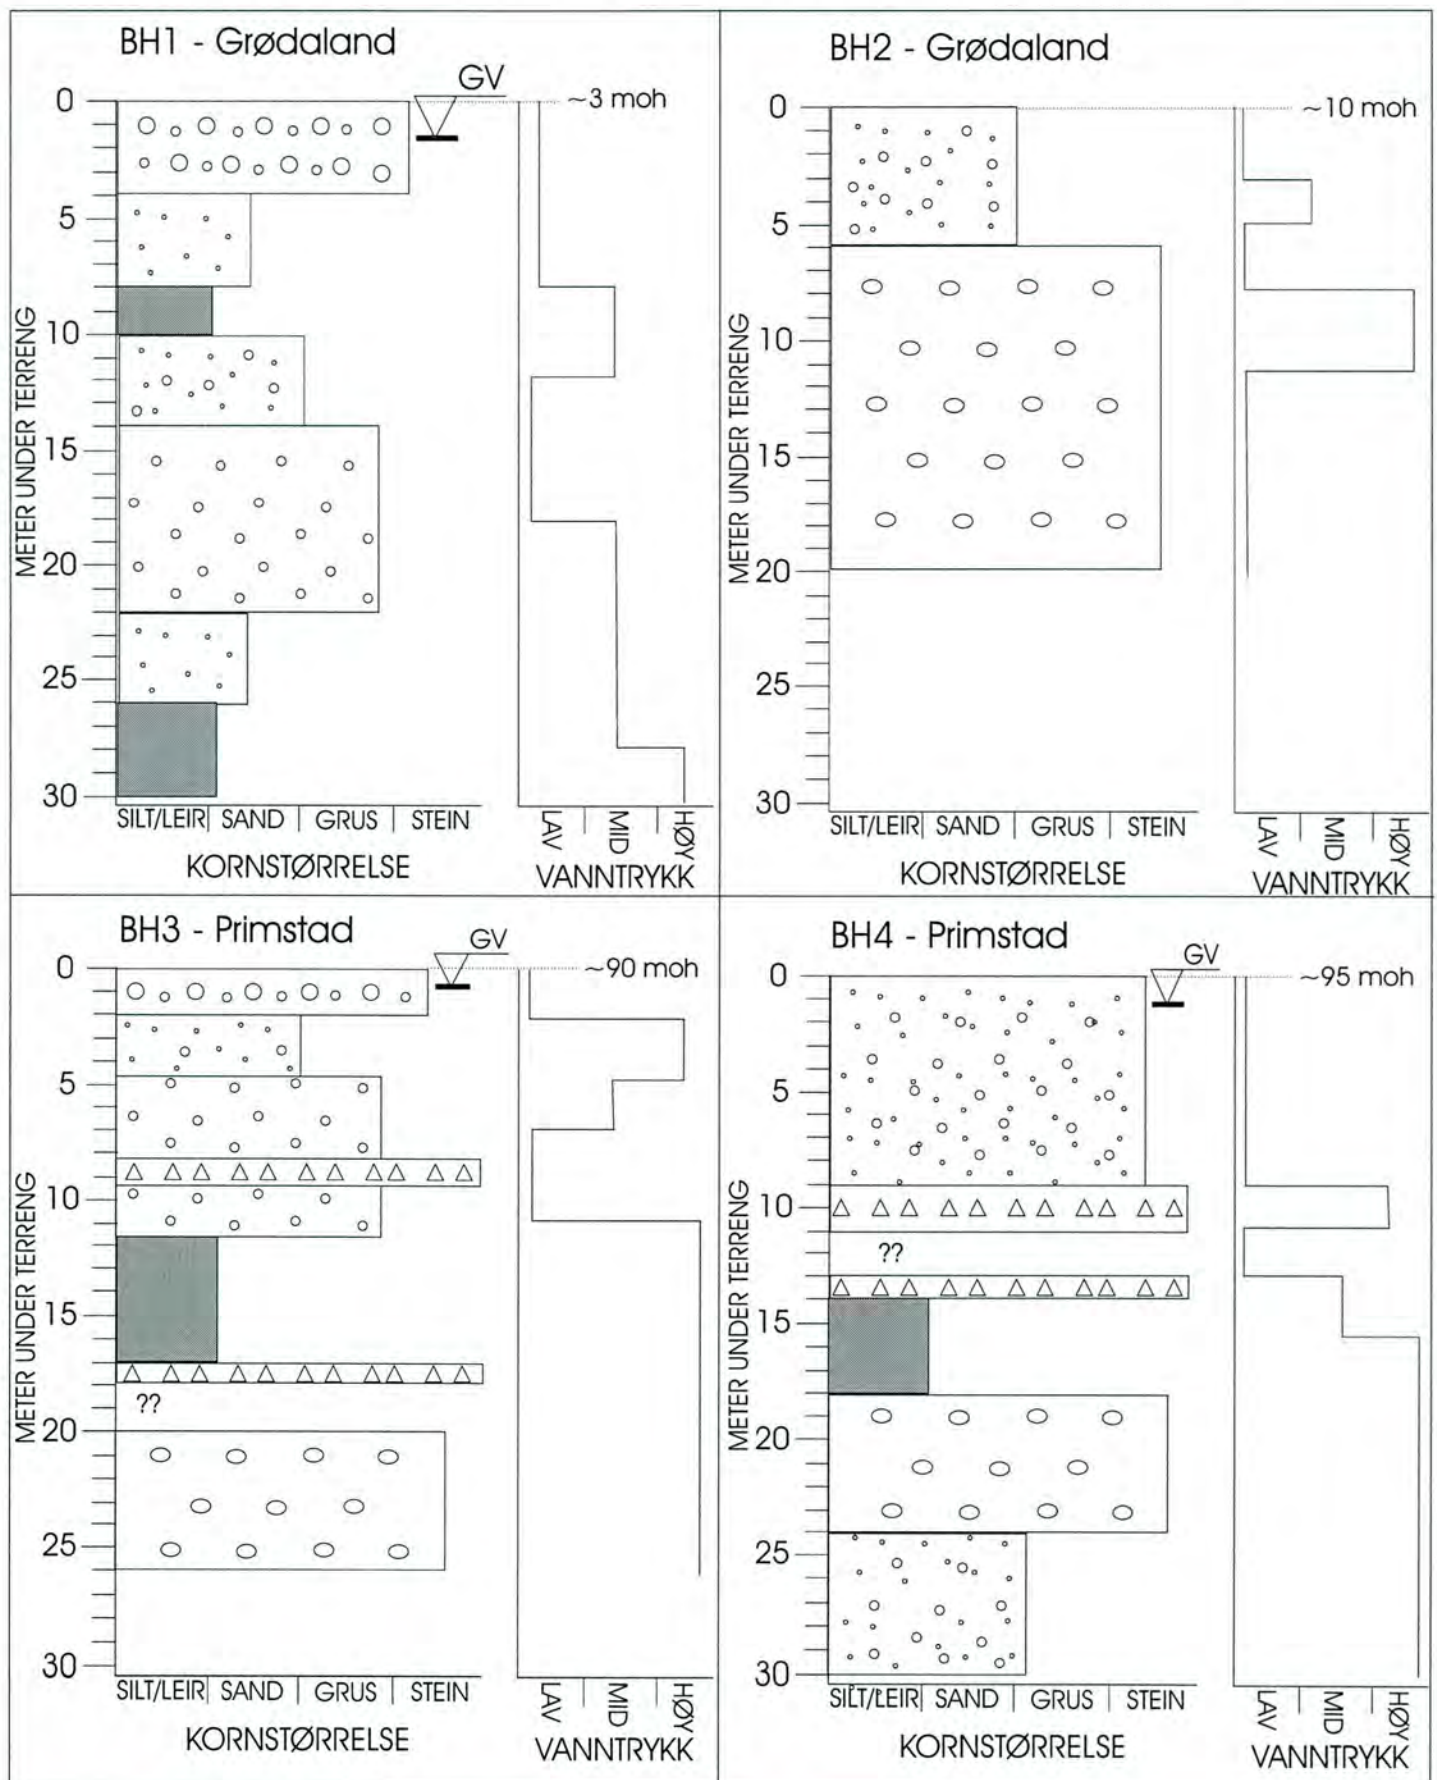 BH1 - Grødaland
GV
~3 moh
0
5
10
15
20
25
30
METER UNDER TERRENG
SILT/LEIR | SAND | GRUS | STEIN
KORNSTØRRELSE
LAV | MID | HØY
VANNTRYKK
BH2 - Grødaland
~10 moh
0
5
10
15
20
25
30
METER UNDER TERRENG
SILT/LEIR | SAND | GRUS | STEIN
KORNSTØRRELSE
LAV | MID | HØY
VANNTRYKK
BH3 - Primstad
GV
~90 moh
0
5
10
15
20
25
30
METER UNDER TERRENG
??
SILT/LEIR | SAND | GRUS | STEIN
KORNSTØRRELSE
LAV | MID | HØY
VANNTRYKK
BH4 - Primstad
GV
~95 moh
0
5
10
15
20
25
30
METER UNDER TERRENG
??
SILT/LEIR | SAND | GRUS | STEIN
KORNSTØRRELSE
LAV | MID | HØY
VANNTRYKK